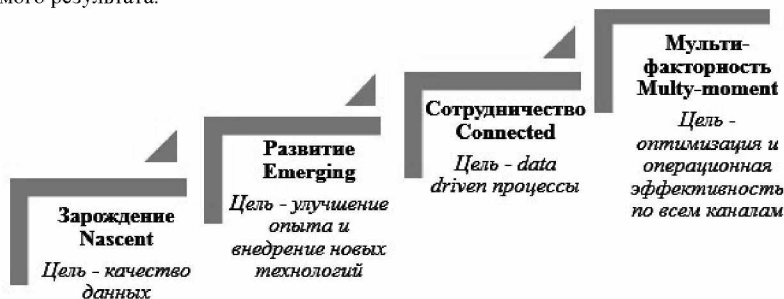 мого результата.
Мульти-
факторность
Multy-moment
Цель -
оптимизация и
операционная
эффективность
по всем каналам
Сотрудничество
Connected
Цель - data
driven процессы
Развитие
Emerging
Цель - улучшение
опыта и
внедрение новых
технологий
Зарождение
Nascent
Цель - качество
данных